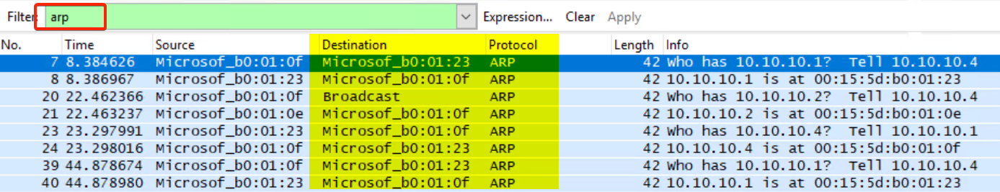 Filter: arp Expression... Clear Apply
No. Time Source Destination Protocol Length Info
7 8.384626 Microsof_b0:01:0f Microsof_b0:01:23 ARP 42 Who has 10.10.10.1? Tell 10.10.10.4
8 8.386967 Microsof_b0:01:23 Microsof_b0:01:0f ARP 42 10.10.10.1 is at 00:15:5d:b0:01:23
20 22.462366 Microsof_b0:01:0f Broadcast ARP 42 Who has 10.10.10.2? Tell 10.10.10.4
21 22.463237 Microsof_b0:01:0e Microsof_b0:01:0f ARP 42 10.10.10.2 is at 00:15:5d:b0:01:0e
23 23.297991 Microsof_b0:01:23 Microsof_b0:01:0f ARP 42 Who has 10.10.10.4? Tell 10.10.10.1
24 23.298016 Microsof_b0:01:0f Microsof_b0:01:23 ARP 42 10.10.10.4 is at 00:15:5d:b0:01:0f
39 44.878674 Microsof_b0:01:0f Microsof_b0:01:23 ARP 42 Who has 10.10.10.1? Tell 10.10.10.4
40 44.878980 Microsof_b0:01:23 Microsof_b0:01:0f ARP 42 10.10.10.1 is at 00:15:5d:b0:01:23